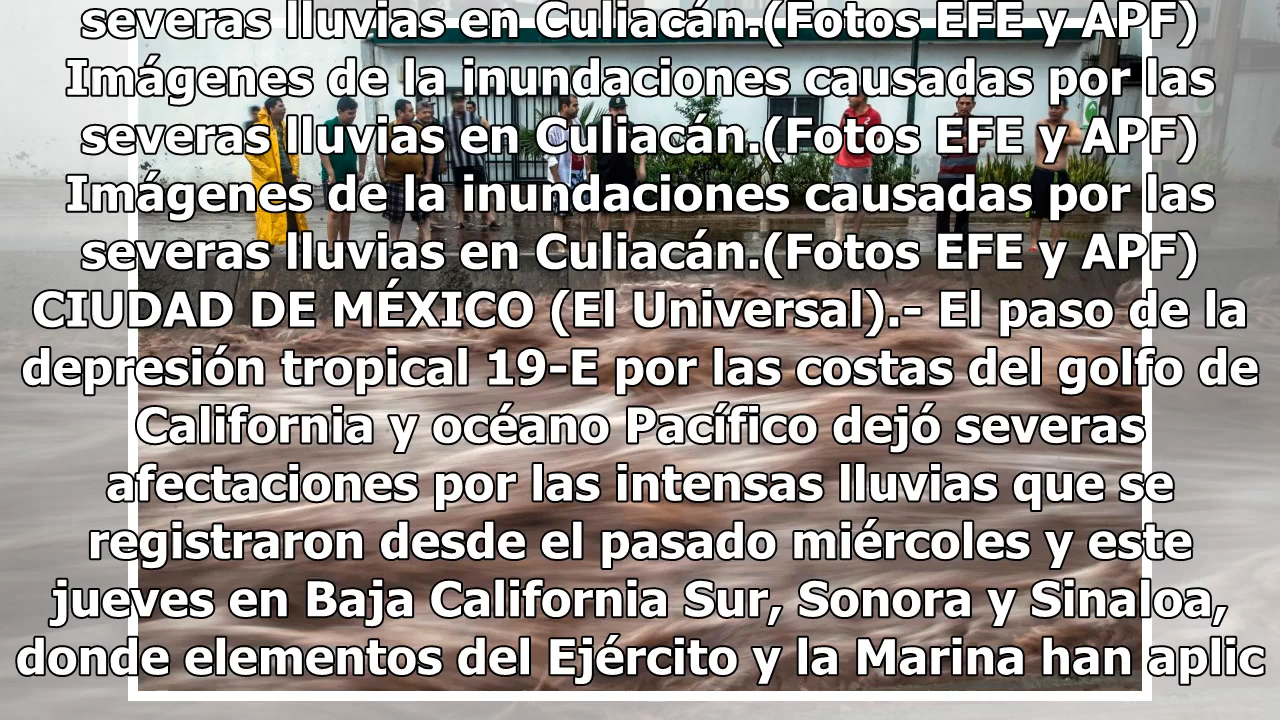 severas lluvias en Culiacán.(Fotos EFE y APF)
Imágenes de la inundaciones causadas por las
severas lluvias en Culiacán.(Fotos EFE y APF)
Imágenes de la inundaciones causadas por las
severas lluvias en Culiacán.(Fotos EFE y APF)
CIUDAD DE MÉXICO (El Universal).- El paso de la
depresión tropical 19-E por las costas del golfo de
California y océano Pacífico dejó severas
afectaciones por las intensas lluvias que se
registraron desde el pasado miércoles y este
jueves en Baja California Sur, Sonora y Sinaloa,
donde elementos del Ejército y la Marina han aplic